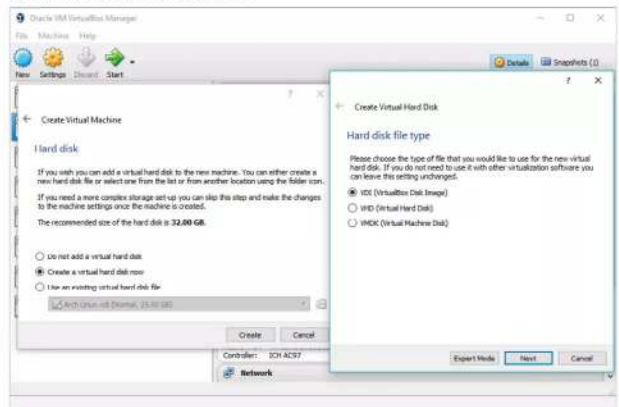 Oracle VM VirtualBox Manager
File Machine Help
New Settings Discard Start
Details Snapshots (1)
Create Virtual Machine
Hard disk
If you wish you can add a virtual hard disk to the new machine. You can either create a
new hard disk file or select one from the list or from another location using the folder icon.
If you need a more complex storage set-up you can skip this step and make the changes
to the machine settings once the machine is created.
The recommended size of the hard disk is 32.00 GB.
Do not add a virtual hard disk
Create a virtual hard disk now
Use an existing virtual hard disk file
Create Cancel
Create Virtual Hard Disk
Hard disk file type
Please choose the type of file that you would like to use for the new virtual
hard disk. If you do not need to use it with other virtualization software you
can leave this setting unchanged.
VDI (VirtualBox Disk Image)
VHD (Virtual Hard Disk)
VMDK (Virtual Machine Disk)
Expert Mode Next Cancel
Controller: ICH AC97
Network